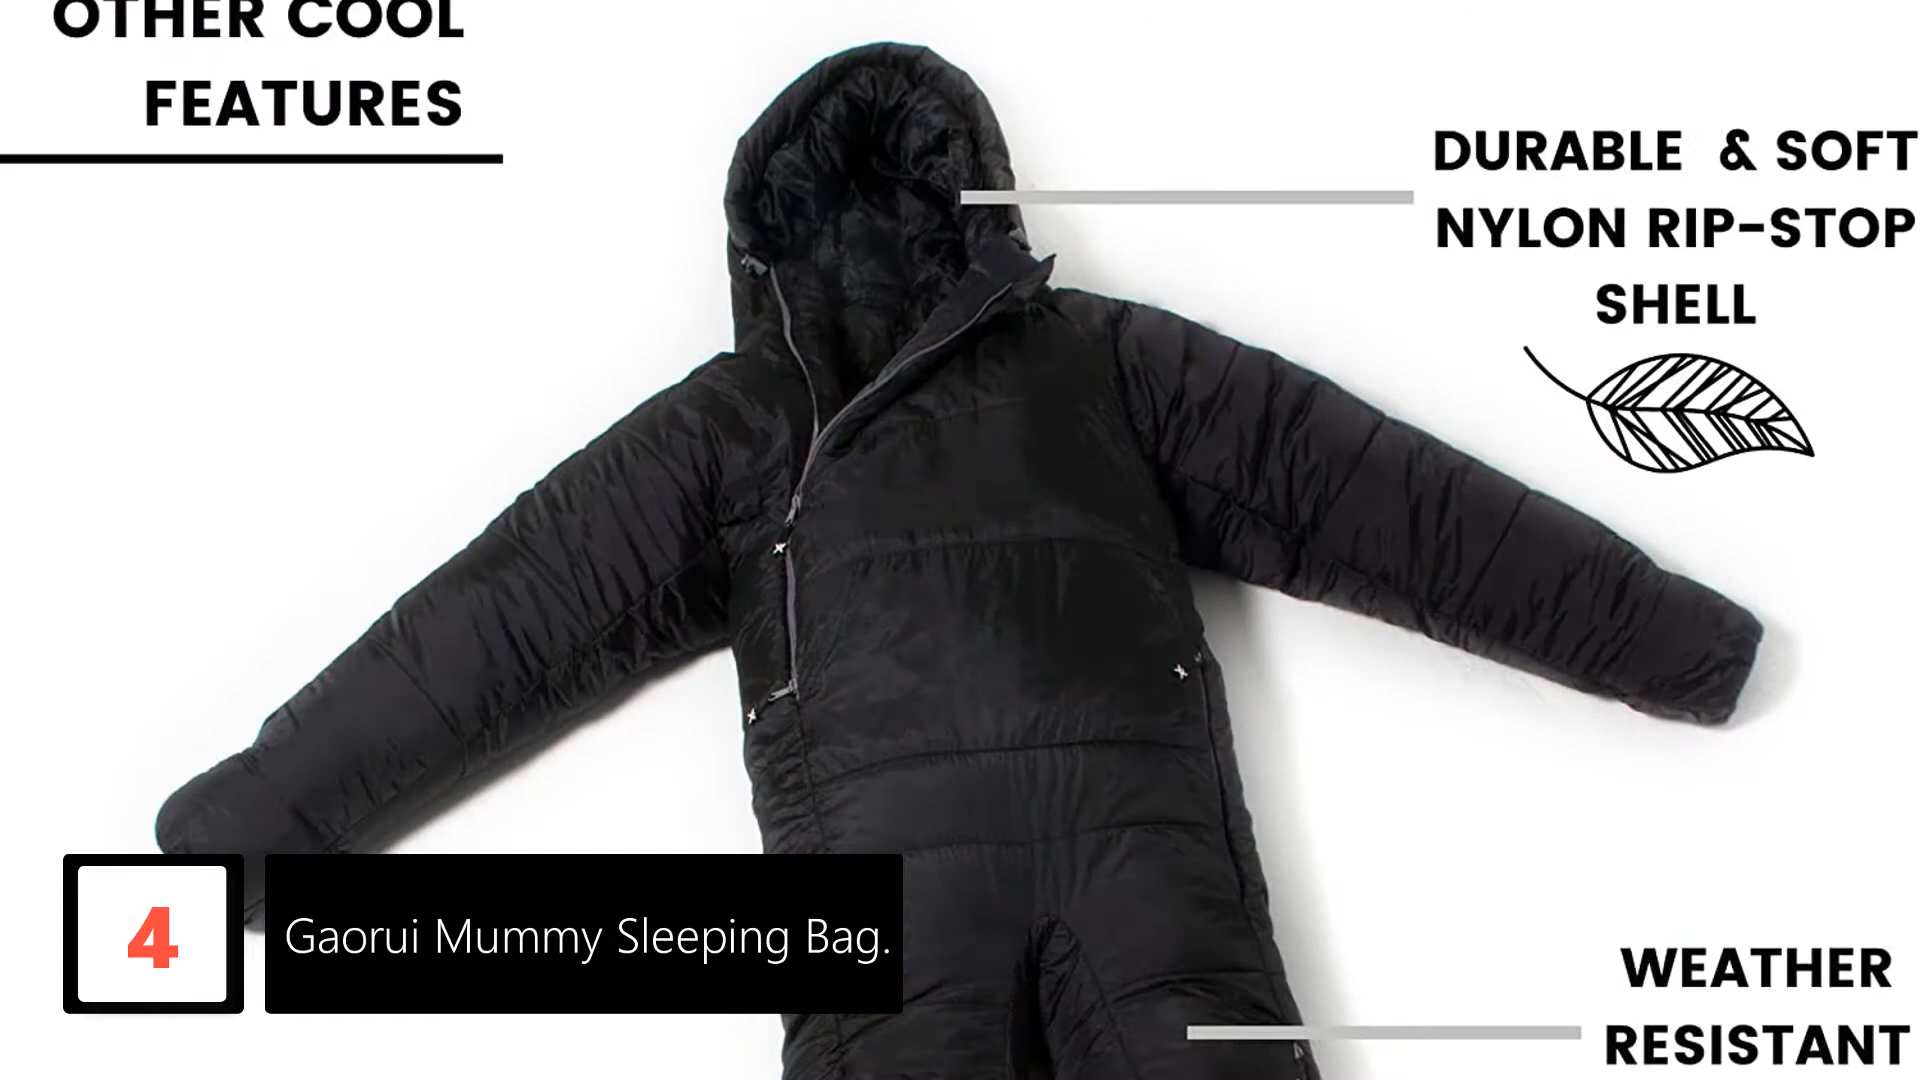 OTHER COOL
FEATURES
DURABLE & SOFT
NYLON RIP-STOP
SHELL
4
Gaorui Mummy Sleeping Bag.
WEATHER
RESISTANT